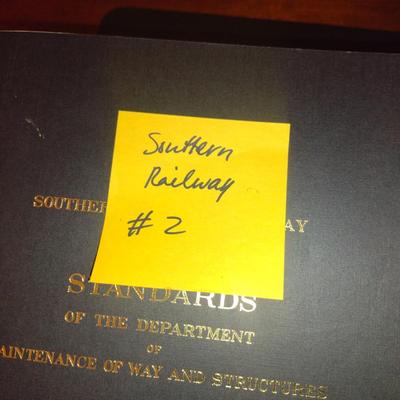 Southern
Railway
#2
SOUTHER AY
STANDARDS
OF THE DEPARTMENT
OF
AINTENANCE OF WAY AND STRUCTURES